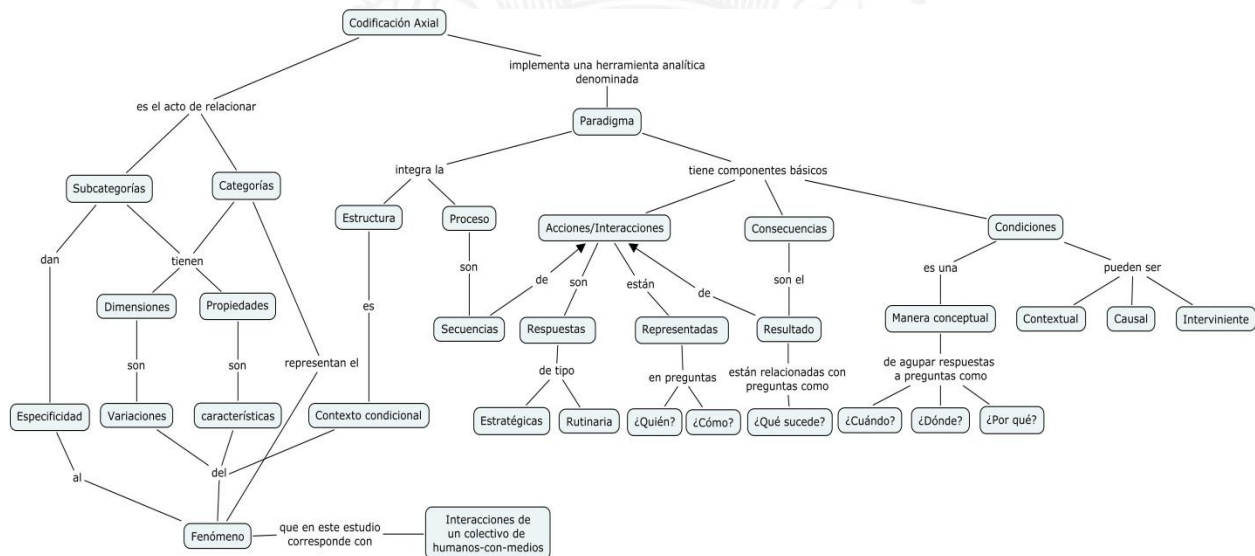 Codificación Axial
implementa una herramienta analítica
denominada
es el acto de relacionar
Paradigma
integra la
tiene componentes básicos
Subcategorías
Categorías
Estructura
Proceso
Acciones/Interacciones
Consecuencias
Condiciones
dan
tienen
son
de
son
están
de
son el
es una
pueden ser
Dimensiones
Propiedades
es
Secuencias
Respuestas
Representadas
Resultado
Manera conceptual
Contextual
Causal
Interviniente
son
son
representan el
de tipo
en preguntas
están relacionadas con
preguntas como
de agupar respuestas
a preguntas como
Especificidad
Variaciones
características
Contexto condicional
Estratégicas
Rutinaria
¿Quién?
¿Cómo?
¿Qué sucede?
¿Cuándo?
¿Dónde?
¿Por qué?
al
del
Fenómeno
que en este estudio
corresponde con
Interacciones de
un colectivo de
humanos-con-medios